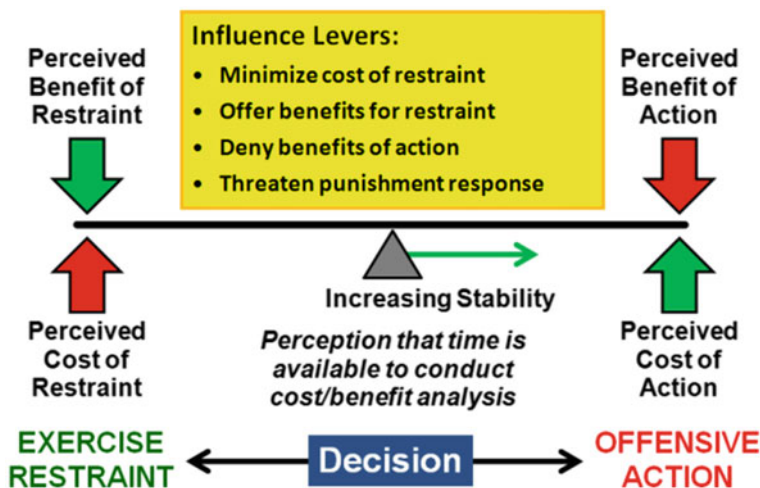 Influence Levers:
• Minimize cost of restraint
• Offer benefits for restraint
• Deny benefits of action
• Threaten punishment response
Perceived
Benefit of
Restraint
Perceived
Benefit of
Action
Increasing Stability
Perception that time is
available to conduct
cost/benefit analysis
Perceived
Cost of
Restraint
Perceived
Cost of
Action
EXERCISE
RESTRAINT
Decision
OFFENSIVE
ACTION